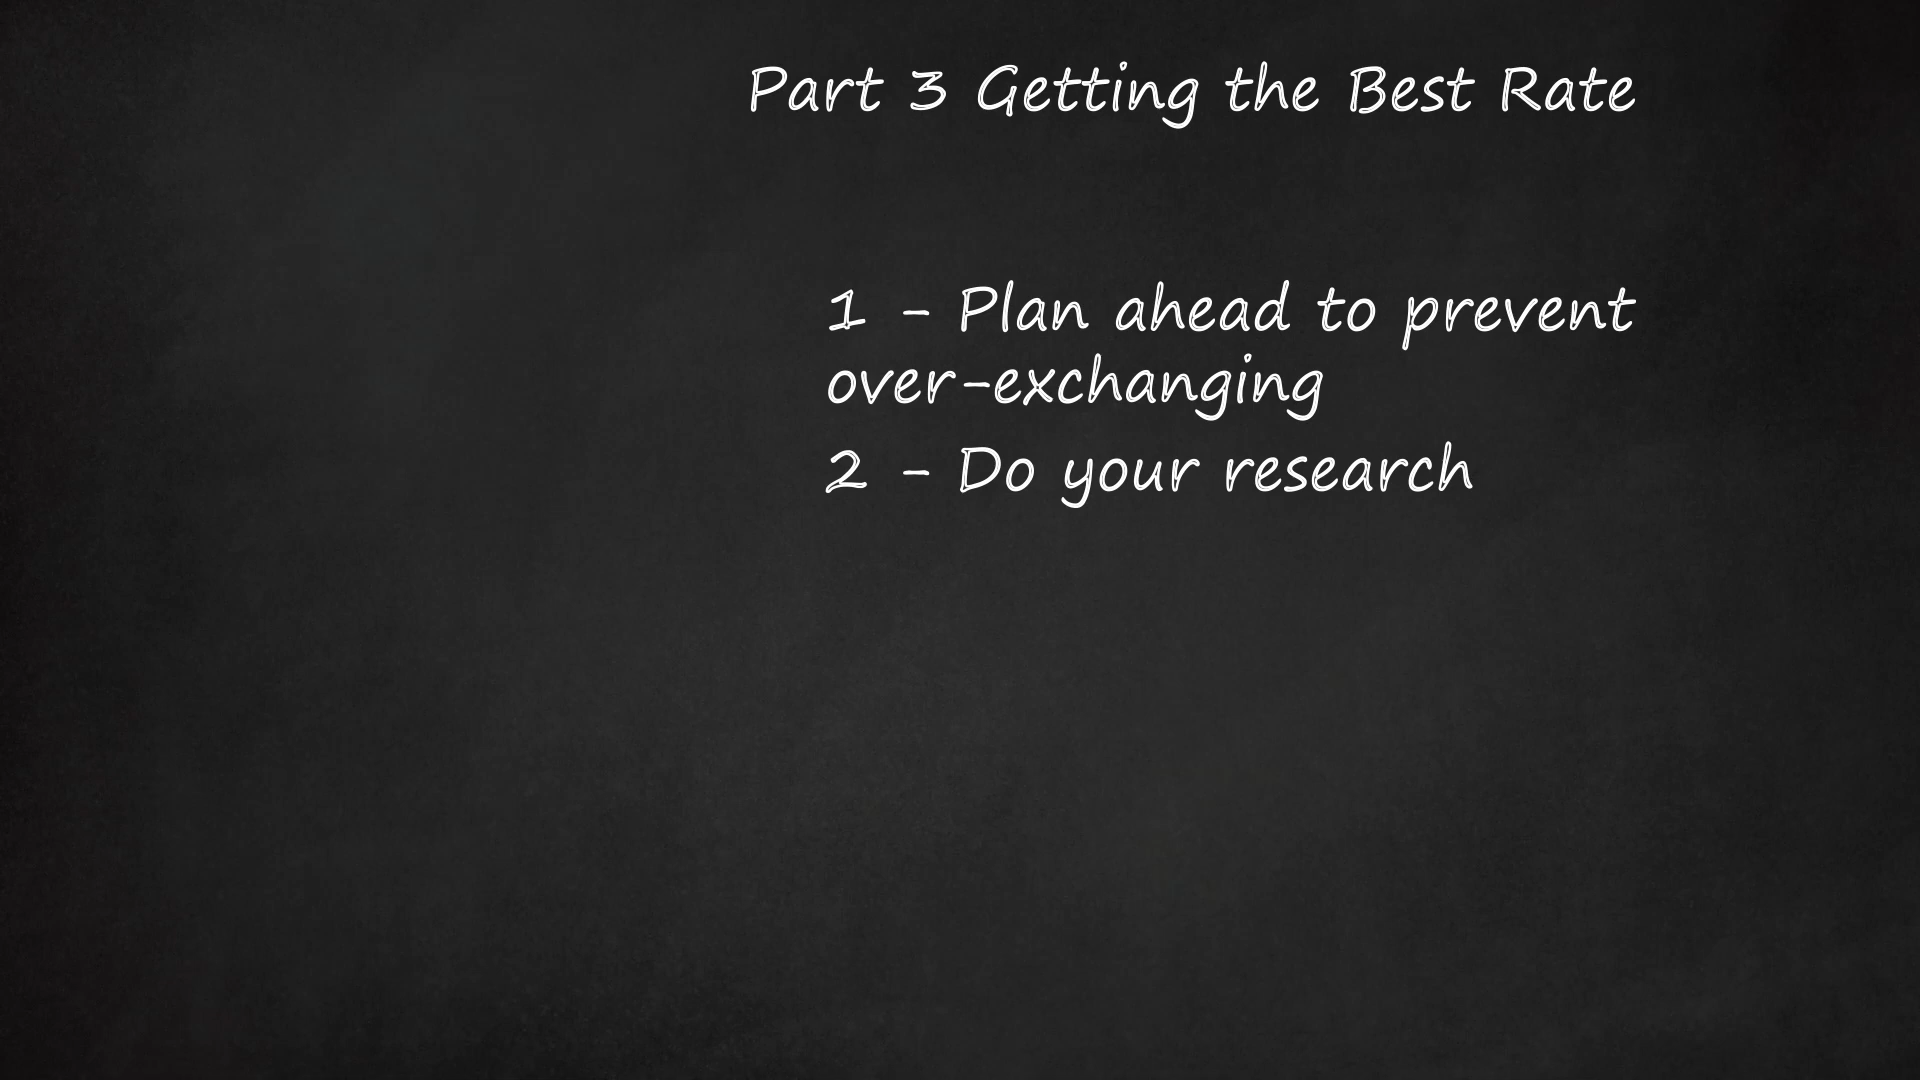 Part 3 Getting the Best Rate
1 - Plan ahead to prevent
over-exchanging
2 - Do your research